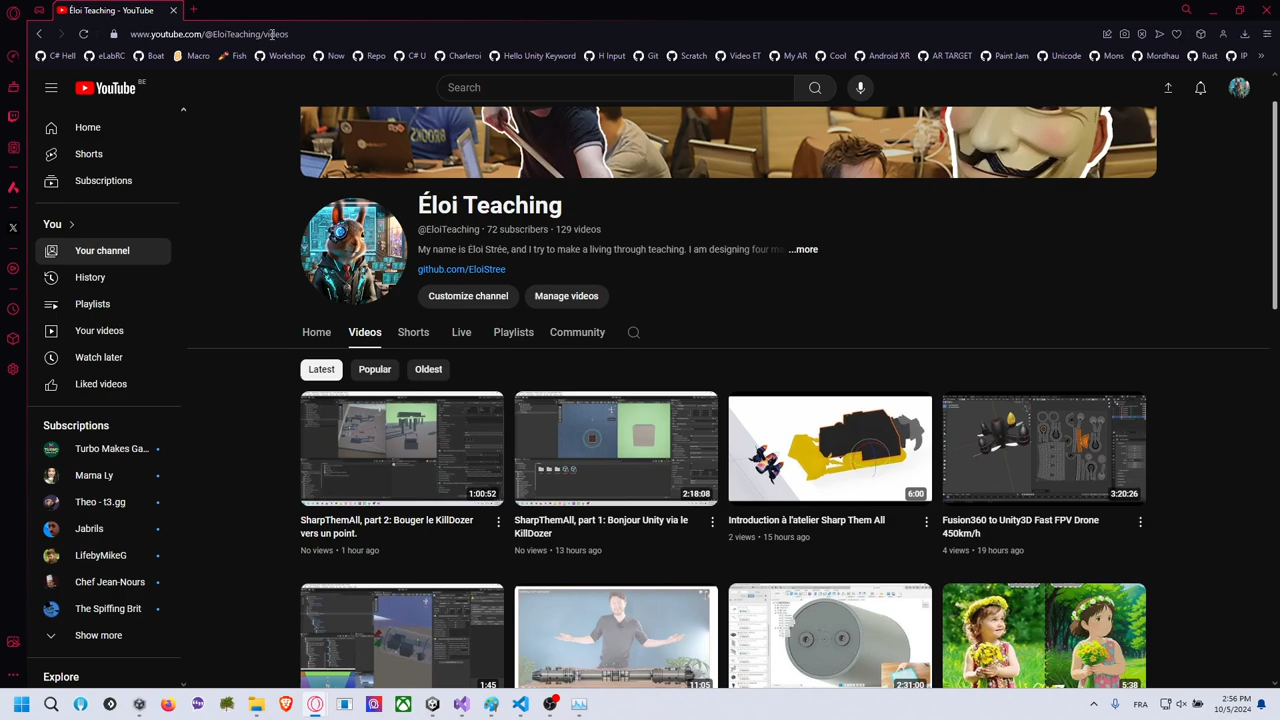 Éloi Teaching - YouTube
www.youtube.com/@EloiTeaching/videos
C# Hell
eLabRC
Boat
Macro
Fish
Workshop
Now
Repo
C# U
Charleroi
Hello Unity Keyword
H Input
Git
Scratch
Video ET
My AR
Cool
Android XR
AR TARGET
Paint Jam
Unicode
Mons
Mordhau
Rust
IP
»
YouTube BE
Search
Home
Shorts
Subscriptions
You
Your channel
History
Playlists
Your videos
Watch later
Liked videos
Subscriptions
Turbo Makes Ga...
Mama Ly
Theo - t3.gg
Jabrils
LifebyMikeG
Chef Jean-Nours
The Spiffing Brit
Show more
Éloi Teaching
@EloiTeaching • 72 subscribers • 129 videos
My name is Éloi Strée, and I try to make a living through teaching. I am designing four ...more
github.com/EloiStree
Customize channel
Manage videos
Home
Videos
Shorts
Live
Playlists
Community
Latest
Popular
Oldest
1:00:52
2:18:08
6:00
3:20:26
SharpThemAll, part 2: Bouger le KillDozer
vers un point.
No views • 1 hour ago
SharpThemAll, part 1: Bonjour Unity via le
KillDozer
No views • 13 hours ago
Introduction à l'atelier Sharp Them All
2 views • 15 hours ago
Fusion360 to Unity3D Fast FPV Drone
450km/h
4 views • 19 hours ago
11:05
5:38
FRA
2:58 PM
10/5/2024